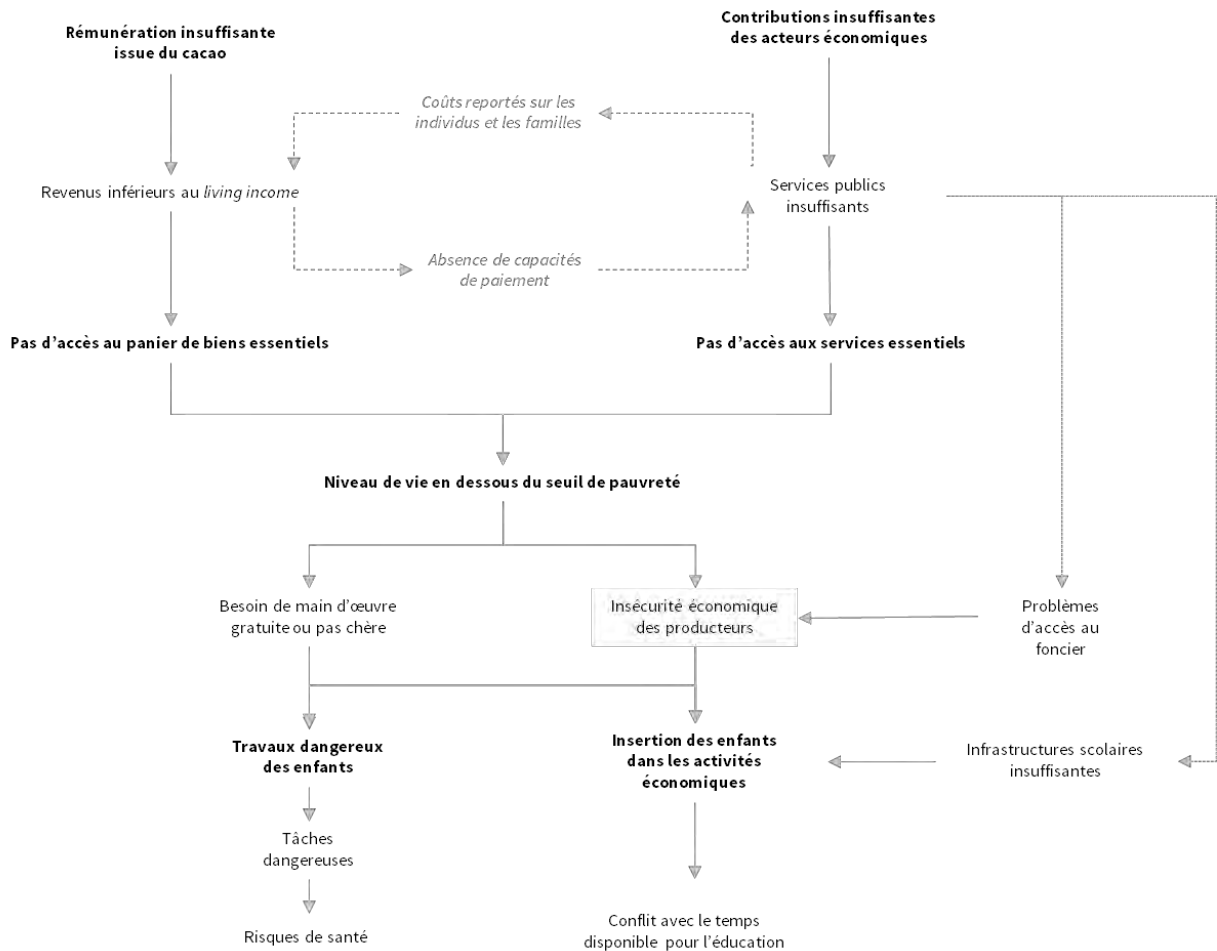 Rémunération insuffisante
issue du cacao
Contributions insuffisantes
des acteurs économiques
Coûts reportés sur les
individus et les familles
Revenus inférieurs au living income
Services publics
insuffisants
Absence de capacités
de paiement
Pas d’accès au panier de biens essentiels
Pas d’accès aux services essentiels
Niveau de vie en dessous du seuil de pauvreté
Besoin de main d’œuvre
gratuite ou pas chère
Insécurité économique
des producteurs
Problèmes
d’accès au
foncier
Travaux dangereux
des enfants
Insertion des enfants
dans les activités
économiques
Infrastructures scolaires
insuffisantes
Tâches
dangereuses
Risques de santé
Conflit avec le temps
disponible pour l’éducation